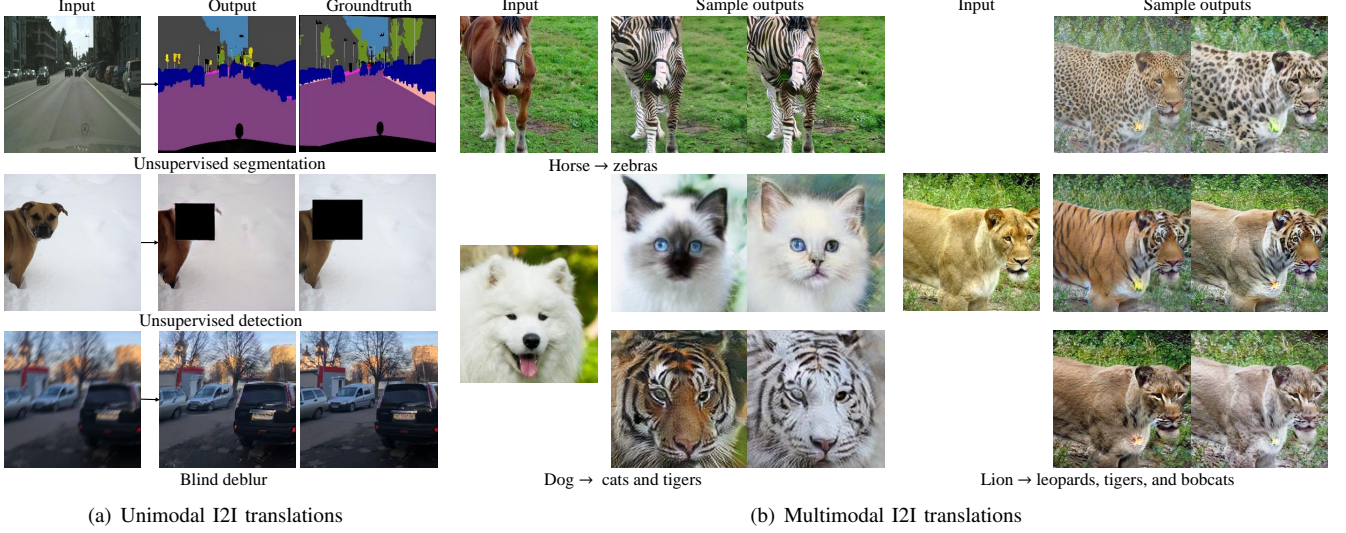 Input Output Groundtruth
Unsupervised segmentation
Unsupervised detection
Blind deblur
(a) Unimodal I2I translations
Input Sample outputs
Horse → zebras
Dog → cats and tigers
Input Sample outputs
Lion → leopards, tigers, and bobcats
(b) Multimodal I2I translations